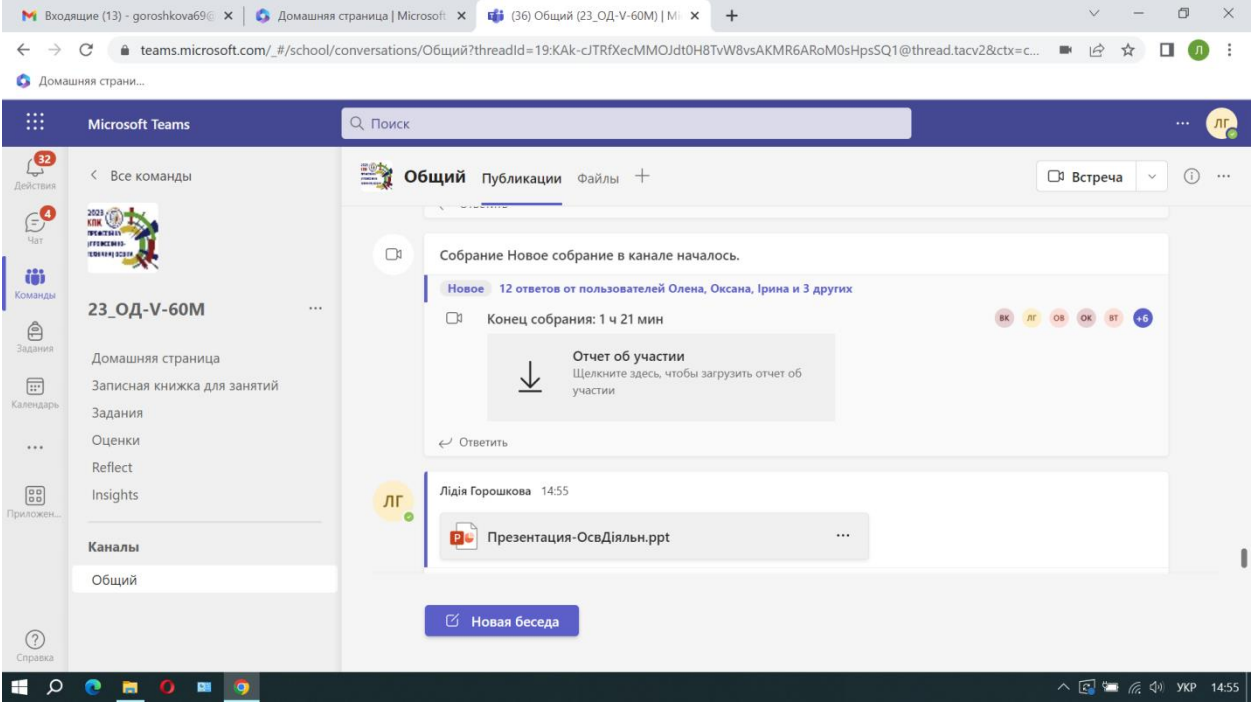 Входящие (13) - goroshkova69@
Домашняя страница | Microsoft
(36) Общий (23_ОД-V-60М) | Mi
teams.microsoft.com/_#/school/conversations/Общий?threadId=19:KAk-cJTRfXecMMOJdt0H8TvW8vsAKMR6ARoM0sHpsSQ1@thread.tacv2&ctx=c...
Л
Домашняя страни...
Microsoft Teams
Поиск
ЛГ
32
Действия
4
Чат
Команды
Задания
Календарь
Приложен...
Справка
Все команды
2023
КПК
23_ОД-V-60М
Домашняя страница
Записная книжка для занятий
Задания
Оценки
Reflect
Insights
Каналы
Общий
Общий Публикации Файлы
Встреча
Ответить
Собрание Новое собрание в канале началось.
Новое 12 ответов от пользователей Олена, Оксана, Ірина и 3 других
Конец собрания: 1 ч 21 мин
ВК ЛГ ОВ ОК ВТ +6
Отчет об участии
Щелкните здесь, чтобы загрузить отчет об
участии
Ответить
ЛГ
Лідія Горошкова 14:55
Презентация-ОсвДіяльн.ppt
Новая беседа
УКР 14:55